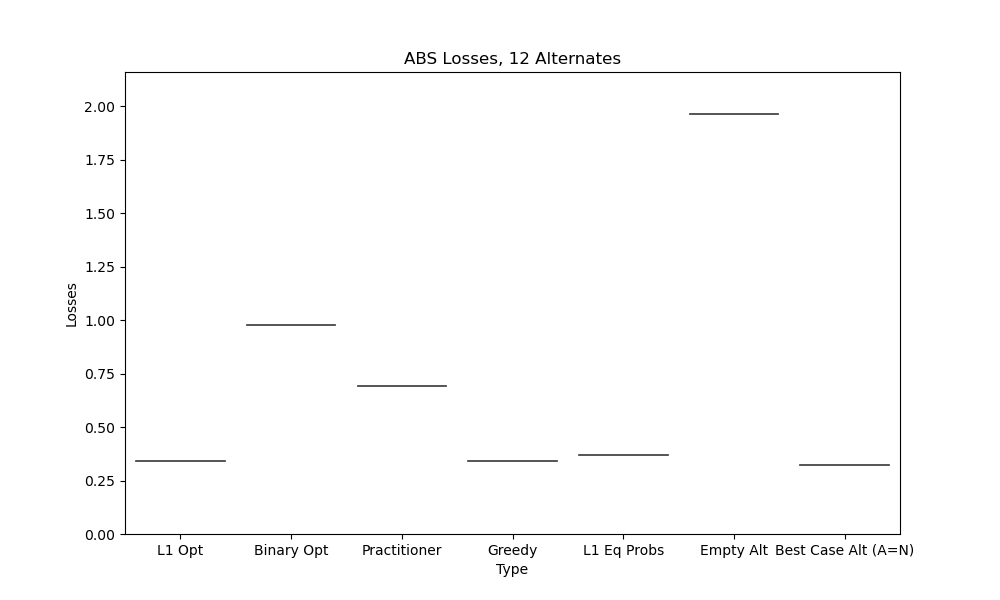 ABS Losses, 12 Alternates
2.00
1.75
1.50
1.25
1.00
0.75
0.50
0.25
0.00
Losses
L1 Opt Binary Opt Practitioner Greedy L1 Eq Probs Empty Alt Best Case Alt (A=N)
Type